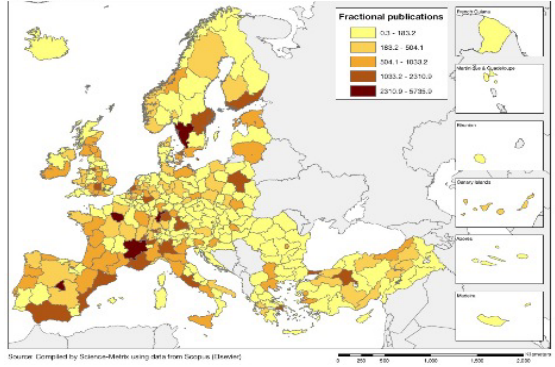 Fractional publications
0.3 - 183.2
183.2 - 504.1
504.1 - 1033.2
1033.2 - 2310.9
2310.9 - 5735.9
French Guiana
Martinique & Guadeloupe
Réunion
Canary Islands
Azores
Madeira
Source: Compiled by Science-Metrix using data from Scopus (Elsevier)
0 250 500 1,000 1,500 2,000
Kilometers